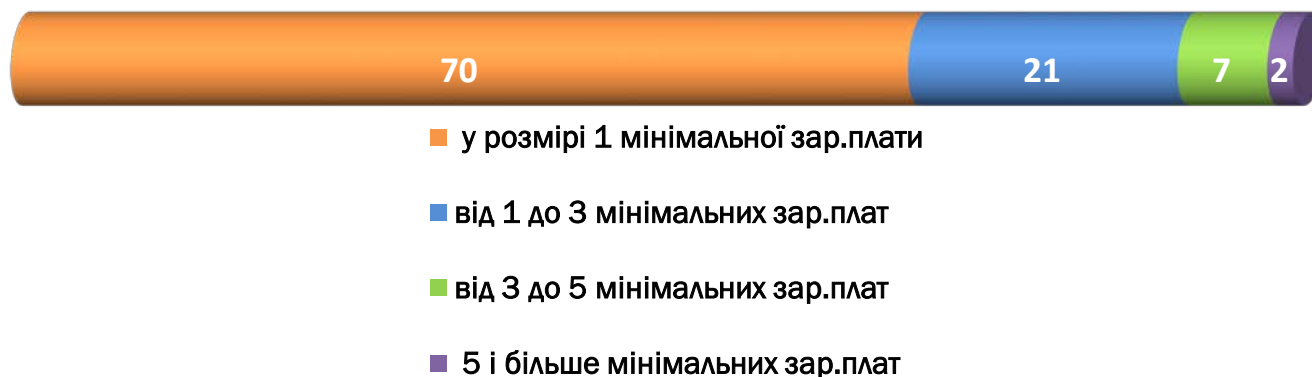 70 21 7 2
у розмірі 1 мінімальної зар.плати
від 1 до 3 мінімальних зар.плат
від 3 до 5 мінімальних зар.плат
5 і більше мінімальних зар.плат